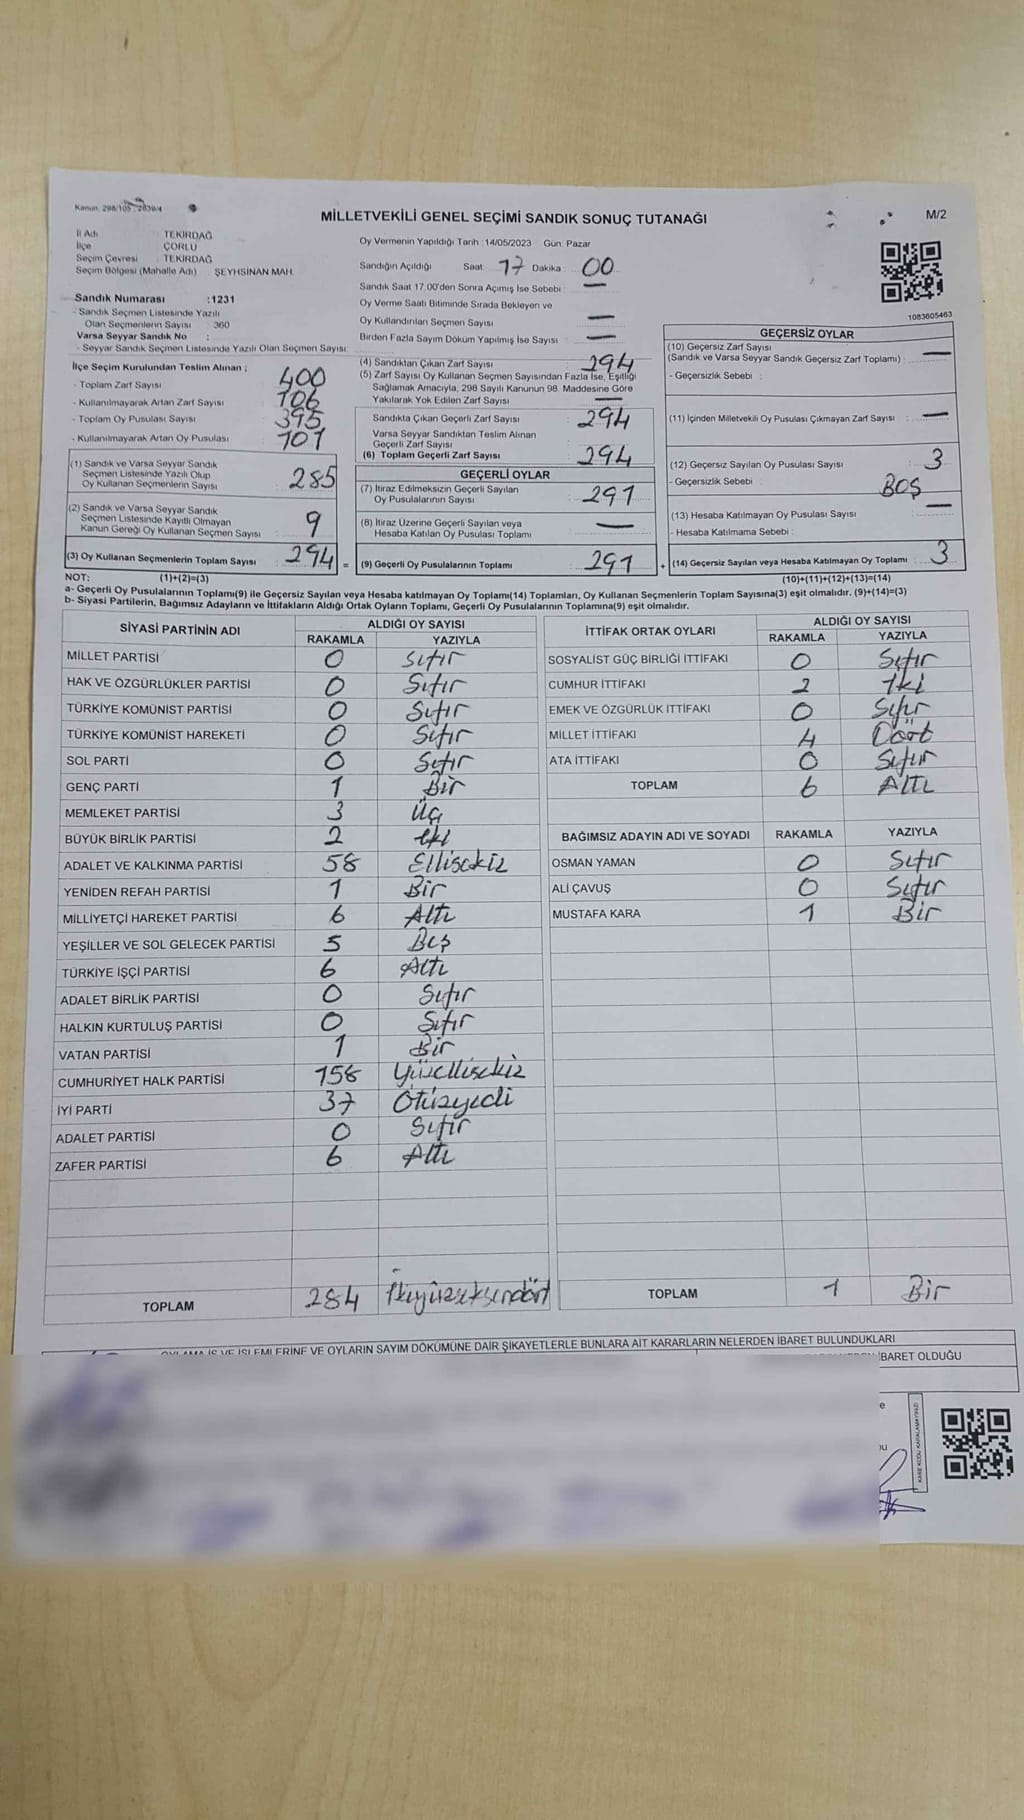 Kanun: 298/105, 2839/4
MİLLETVEKİLİ GENEL SEÇİMİ SANDIK SONUÇ TUTANAĞI
M/2
İl Adı : TEKİRDAĞ
İlçe : ÇORLU
Seçim Çevresi : TEKİRDAĞ
Seçim Bölgesi (Mahalle Adı) : ŞEYHSİNAN MAH.
Sandık Numarası : 1231
- Sandık Seçmen Listesinde Yazılı
Olan Seçmenlerin Sayısı : 360
Varsa Seyyar Sandık No :
- Seyyar Sandık Seçmen Listesinde Yazılı Olan Seçmen Sayısı:
İlçe Seçim Kurulundan Teslim Alınan :
- Toplam Zarf Sayısı 400
- Kullanılmayarak Artan Zarf Sayısı 106
- Toplam Oy Pusulası Sayısı 395
- Kullanılmayarak Artan Oy Pusulası 101
(1) Sandık ve Varsa Seyyar Sandık
Seçmen Listesinde Yazılı Olup
Oy Kullanan Seçmenlerin Sayısı 285
(2) Sandık ve Varsa Seyyar Sandık
Seçmen Listesinde Kayıtlı Olmayan
Kanun Gereği Oy Kullanan Seçmen Sayısı 9
(3) Oy Kullanan Seçmenlerin Toplam Sayısı 294 =
Oy Vermenin Yapıldığı Tarih : 14/05/2023 Gün: Pazar
Sandığın Açıldığı Saat 17 Dakika 00
Sandık Saat 17.00'den Sonra Açılmış İse Sebebi : —
Oy Verme Saati Bitiminde Sırada Bekleyen ve
Oy Kullandırılan Seçmen Sayısı —
Birden Fazla Sayım Döküm Yapılmış İse Sayısı : —
(4) Sandıktan Çıkan Zarf Sayısı 294
(5) Zarf Sayısı Oy Kullanan Seçmen Sayısından Fazla İse, Eşitliği
Sağlamak Amacıyla, 298 Sayılı Kanunun 98. Maddesine Göre
Yakılarak Yok Edilen Zarf Sayısı —
Sandıkta Çıkan Geçerli Zarf Sayısı 294
Varsa Seyyar Sandıktan Teslim Alınan
Geçerli Zarf Sayısı
(6) Toplam Geçerli Zarf Sayısı 294
GEÇERLİ OYLAR
(7) İtiraz Edilmeksizin Geçerli Sayılan
Oy Pusulalarının Sayısı 291
(8) İtiraz Üzerine Geçerli Sayılan veya
Hesaba Katılan Oy Pusulası Toplamı —
(9) Geçerli Oy Pusulalarının Toplamı 291 +
1083605463
GEÇERSİZ OYLAR
(10) Geçersiz Zarf Sayısı
(Sandık ve Varsa Seyyar Sandık Geçersiz Zarf Toplamı) : —
- Geçersizlik Sebebi :
(11) İçinden Milletvekili Oy Pusulası Çıkmayan Zarf Sayısı : —
(12) Geçersiz Sayılan Oy Pusulası Sayısı 3
- Geçersizlik Sebebi BOŞ
(13) Hesaba Katılmayan Oy Pusulası Sayısı : —
- Hesaba Katılmama Sebebi :
(14) Geçersiz Sayılan veya Hesaba Katılmayan Oy Toplamı 3
NOT: (1)+(2)=(3)
(10)+(11)+(12)+(13)=(14)
a- Geçerli Oy Pusulalarının Toplamı(9) ile Geçersiz Sayılan veya Hesaba katılmayan Oy Toplamı(14) Toplamları, Oy Kullanan Seçmenlerin Toplam Sayısına(3) eşit olmalıdır. (9)+(14)=(3)
b- Siyasi Partilerin, Bağımsız Adayların ve İttifakların Aldığı Ortak Oyların Toplamı, Geçerli Oy Pusulalarının Toplamına(9) eşit olmalıdır.
SİYASİ PARTİNİN ADI ALDIĞI OY SAYISI
RAKAMLA YAZIYLA
MİLLET PARTİSİ 0 Sıfır
HAK VE ÖZGÜRLÜKLER PARTİSİ 0 Sıfır
TÜRKİYE KOMÜNİST PARTİSİ 0 Sıfır
TÜRKİYE KOMÜNİST HAREKETİ 0 Sıfır
SOL PARTİ 0 Sıfır
GENÇ PARTİ 1 Bir
MEMLEKET PARTİSİ 3 Üç
BÜYÜK BİRLİK PARTİSİ 2 İki
ADALET VE KALKINMA PARTİSİ 58 Ellisekiz
YENİDEN REFAH PARTİSİ 1 Bir
MİLLİYETÇİ HAREKET PARTİSİ 6 Altı
YEŞİLLER VE SOL GELECEK PARTİSİ 5 Beş
TÜRKİYE İŞÇİ PARTİSİ 6 Altı
ADALET BİRLİK PARTİSİ 0 Sıfır
HALKIN KURTULUŞ PARTİSİ 0 Sıfır
VATAN PARTİSİ 1 Bir
CUMHURİYET HALK PARTİSİ 158 Yüzellisekiz
İYİ PARTİ 37 Otuzyedi
ADALET PARTİSİ 0 Sıfır
ZAFER PARTİSİ 6 Altı
TOPLAM 284 İkiyüzseksendört
İTTİFAK ORTAK OYLARI ALDIĞI OY SAYISI
RAKAMLA YAZIYLA
SOSYALİST GÜÇ BİRLİĞİ İTTİFAKI 0 Sıfır
CUMHUR İTTİFAKI 2 İki
EMEK VE ÖZGÜRLÜK İTTİFAKI 0 Sıfır
MİLLET İTTİFAKI 4 Dört
ATA İTTİFAKI 0 Sıfır
TOPLAM 6 Altı
BAĞIMSIZ ADAYIN ADI VE SOYADI RAKAMLA YAZIYLA
OSMAN YAMAN 0 Sıfır
ALİ ÇAVUŞ 0 Sıfır
MUSTAFA KARA 1 Bir
TOPLAM 1 Bir
İŞLEMLERİNE VE OYLARIN SAYIM DÖKÜMÜNE DAİR ŞİKAYETLERLE BUNLARA AİT KARARLARIN NELERDEN İBARET BULUNDUKLARI
İBARET OLDUĞU
KARE KODU KARALAMAYINIZ